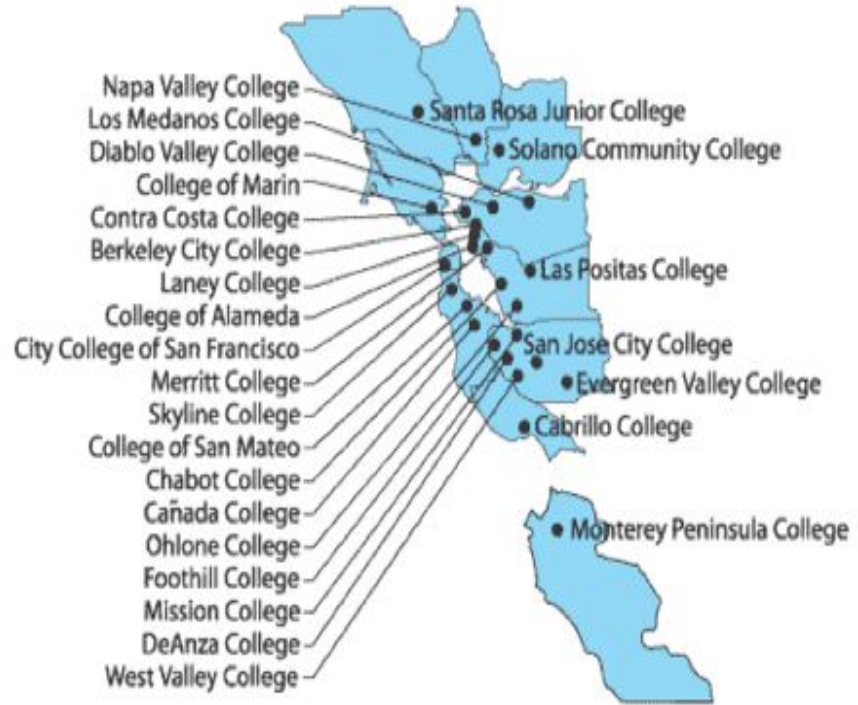 Napa Valley College
Los Medanos College
Diablo Valley College
College of Marin
Contra Costa College
Berkeley City College
Laney College
College of Alameda
City College of San Francisco
Merritt College
Skyline College
College of San Mateo
Chabot College
Cañada College
Ohlone College
Foothill College
Mission College
DeAnza College
West Valley College
Santa Rosa Junior College
Solano Community College
Las Positas College
San Jose City College
Evergreen Valley College
Cabrillo College
Monterey Peninsula College